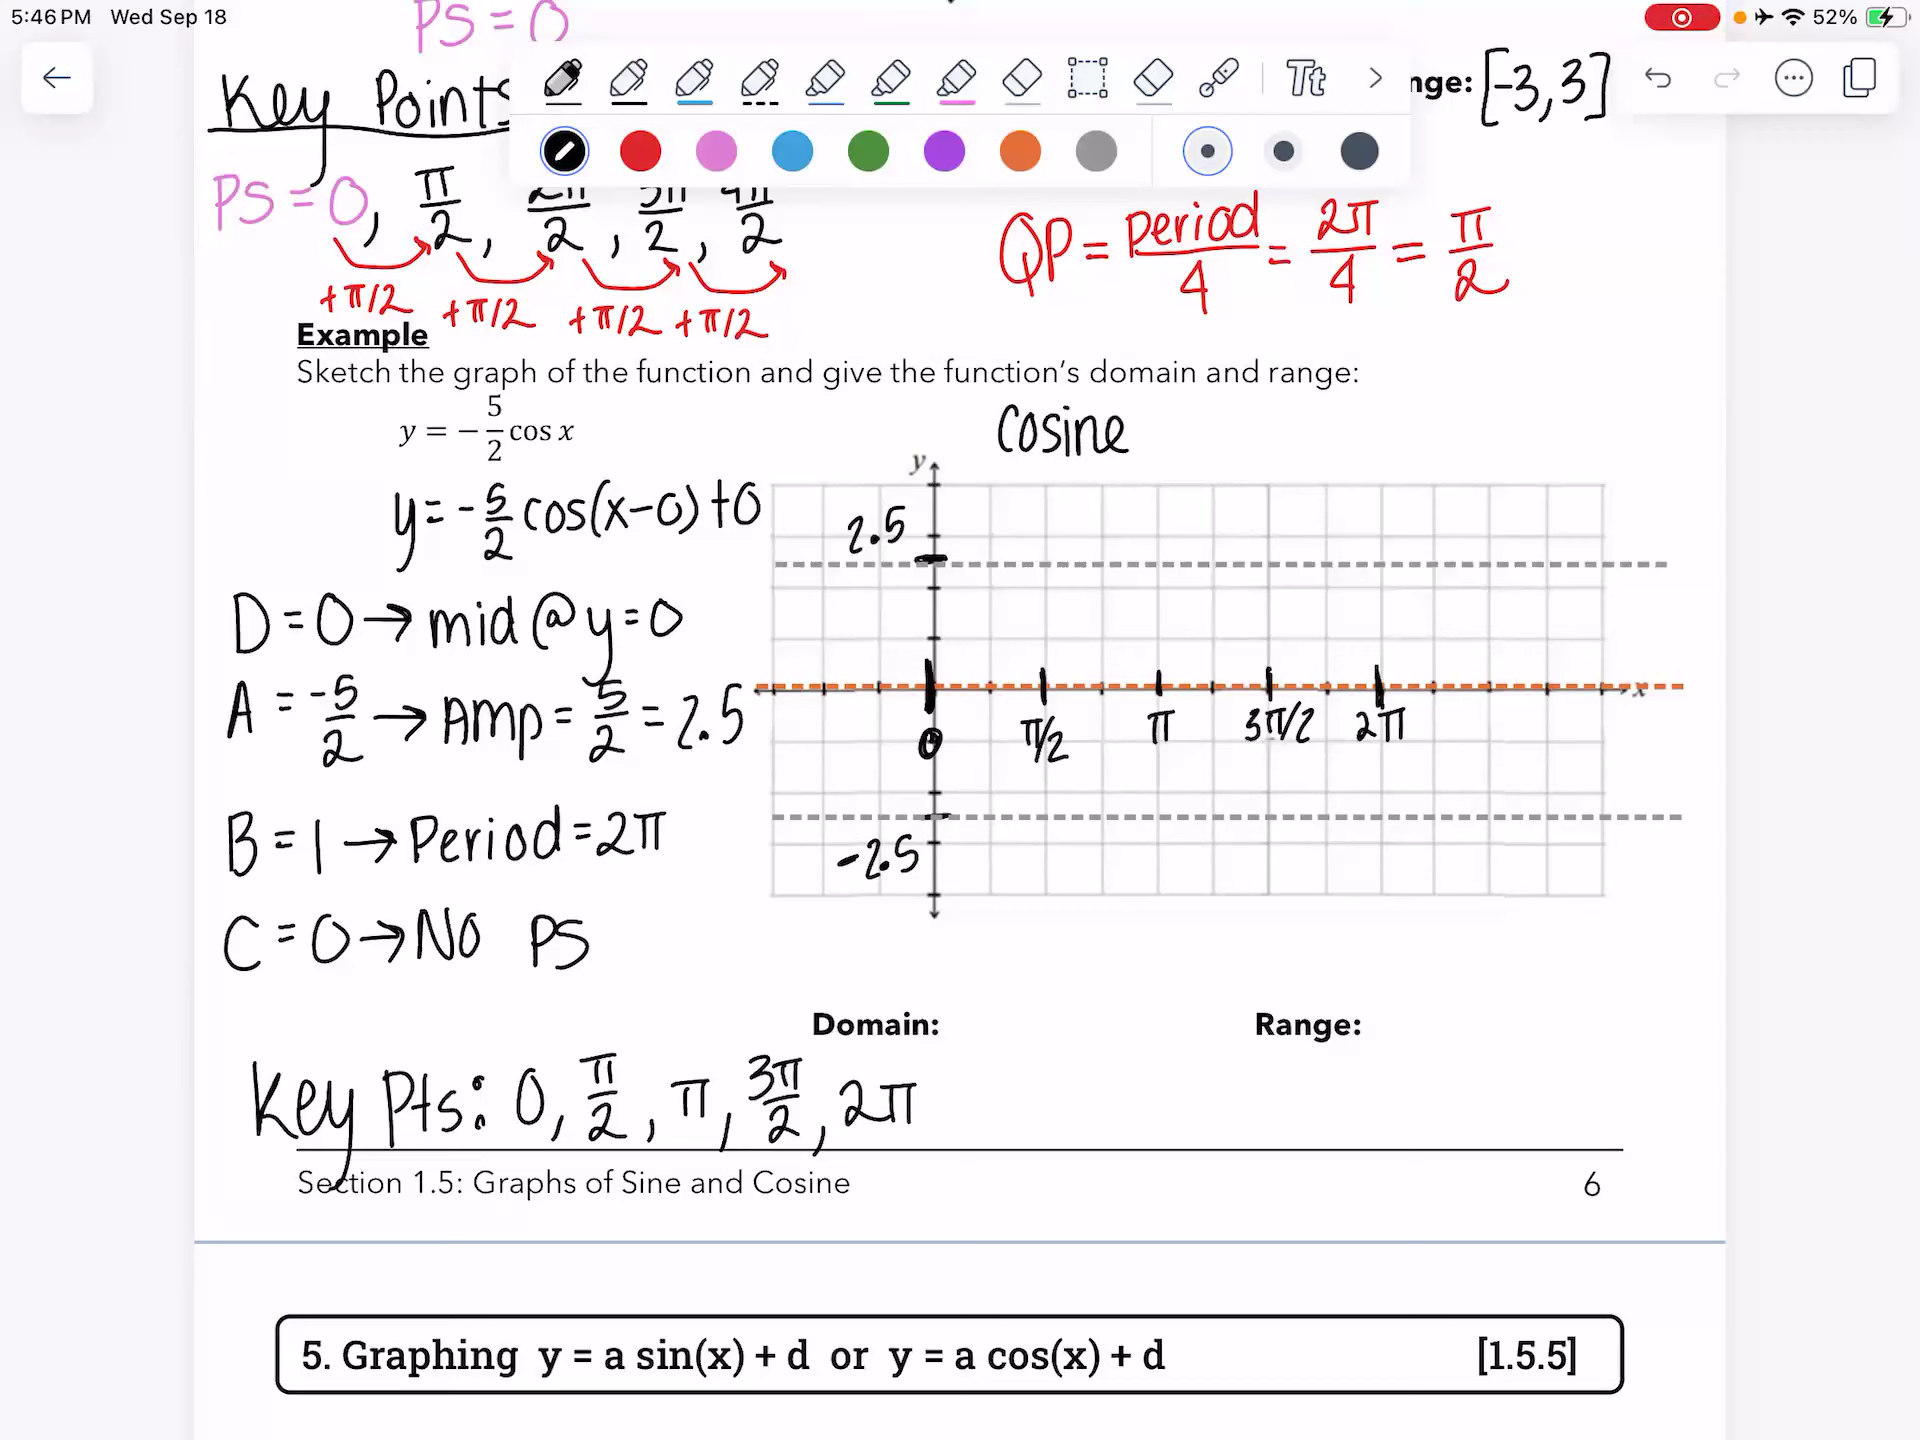 5:46 PM Wed Sep 18
52%
PS = 0
Key Points
nge: [-3, 3]
Tt
PS = 0, π/2, 2π/2, 3π/2, 4π/2
+π/2 +π/2 +π/2 +π/2
QP = period/4 = 2π/4 = π/2
Example
Sketch the graph of the function and give the function's domain and range:
y = -5/2 cos x
Cosine
y = -5/2 cos(x-0)+0
y
2.5
D = 0 → mid @ y = 0
A = -5/2 → Amp = 5/2 = 2.5
x
0 π/2 π 3π/2 2π
B = 1 → Period = 2π
-2.5
C = 0 → No PS
Domain: Range:
Key Pts: 0, π/2, π, 3π/2, 2π
Section 1.5: Graphs of Sine and Cosine 6
5. Graphing y = a sin(x) + d or y = a cos(x) + d [1.5.5]